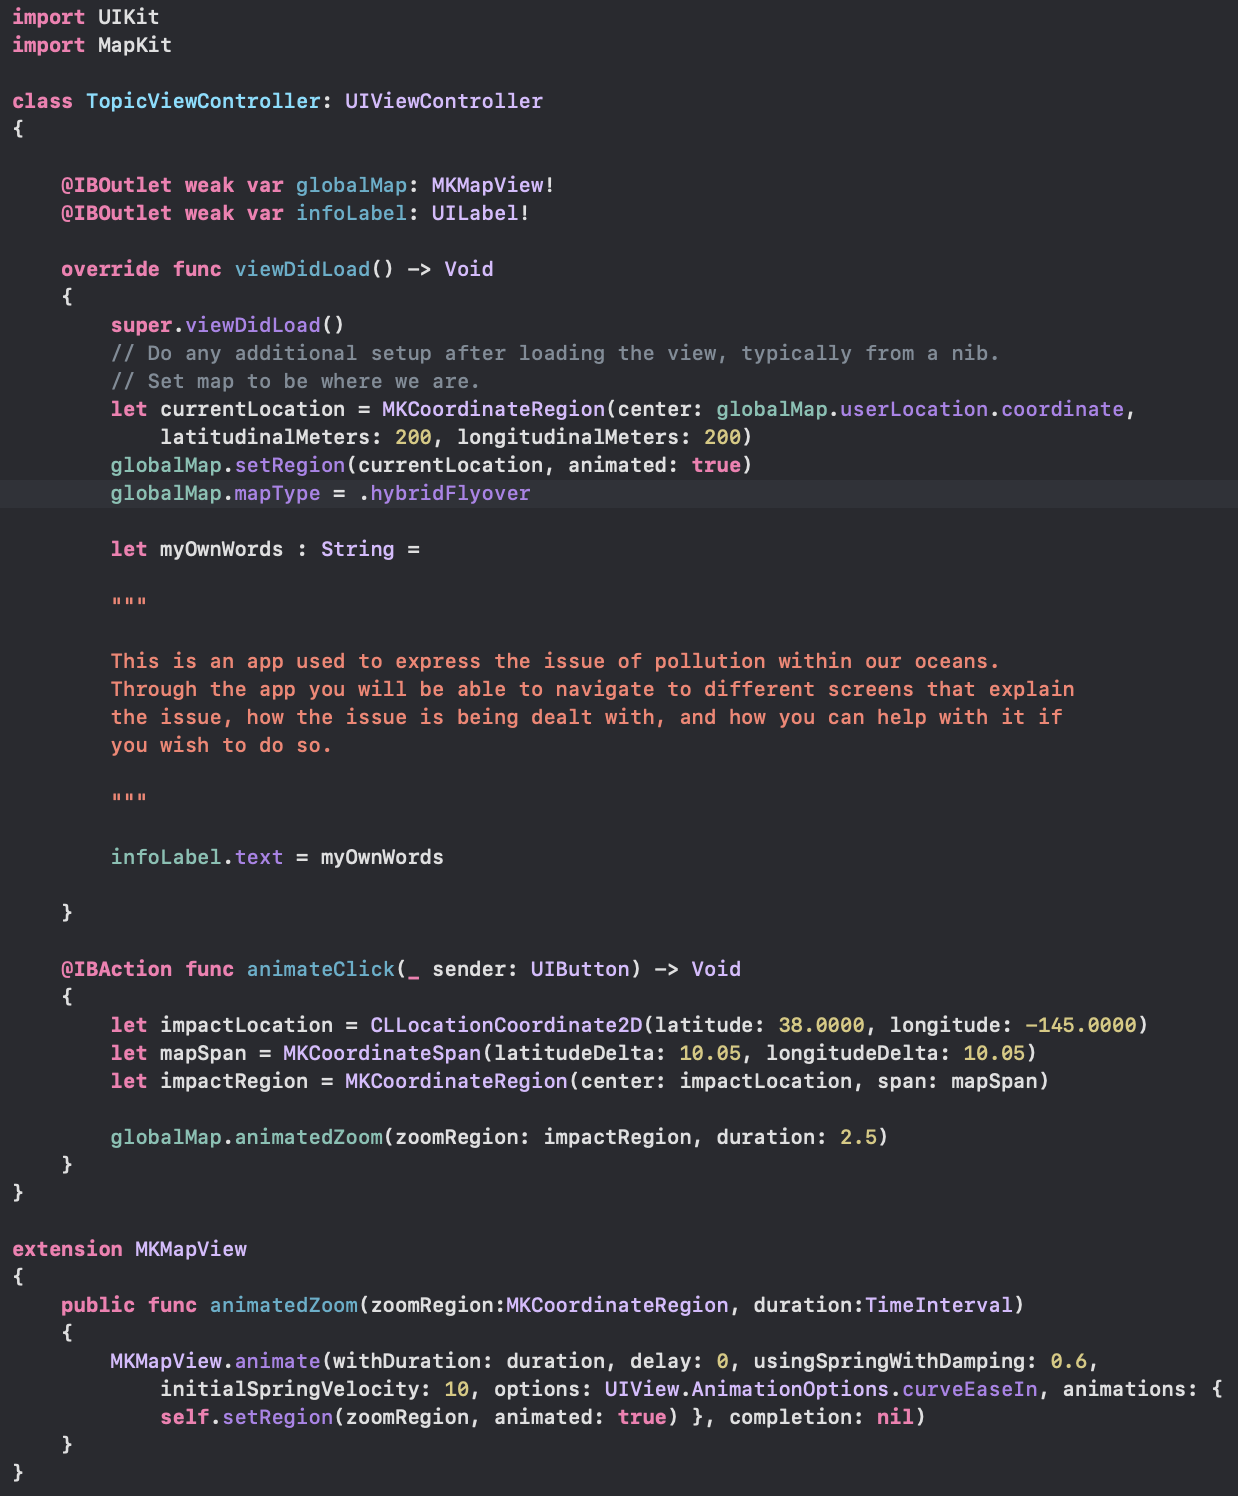 import UIKit
import MapKit
class TopicViewController: UIViewController
{
@IBOutlet weak var globalMap: MKMapView!
@IBOutlet weak var infoLabel: UILabel!
override func viewDidLoad() -> Void
{
super.viewDidLoad()
// Do any additional setup after loading the view, typically from a nib.
// Set map to be where we are.
let currentLocation = MKCoordinateRegion(center: globalMap.userLocation.coordinate,
latitudinalMeters: 200, longitudinalMeters: 200)
globalMap.setRegion(currentLocation, animated: true)
globalMap.mapType = .hybridFlyover
let myOwnWords : String =
"""
This is an app used to express the issue of pollution within our oceans.
Through the app you will be able to navigate to different screens that explain
the issue, how the issue is being dealt with, and how you can help with it if
you wish to do so.
"""
infoLabel.text = myOwnWords
}
@IBAction func animateClick(_ sender: UIButton) -> Void
{
let impactLocation = CLLocationCoordinate2D(latitude: 38.0000, longitude: -145.0000)
let mapSpan = MKCoordinateSpan(latitudeDelta: 10.05, longitudeDelta: 10.05)
let impactRegion = MKCoordinateRegion(center: impactLocation, span: mapSpan)
globalMap.animatedZoom(zoomRegion: impactRegion, duration: 2.5)
}
}
extension MKMapView
{
public func animatedZoom(zoomRegion:MKCoordinateRegion, duration:TimeInterval)
{
MKMapView.animate(withDuration: duration, delay: 0, usingSpringWithDamping: 0.6,
initialSpringVelocity: 10, options: UIView.AnimationOptions.curveEaseIn, animations: {
self.setRegion(zoomRegion, animated: true) }, completion: nil)
}
}